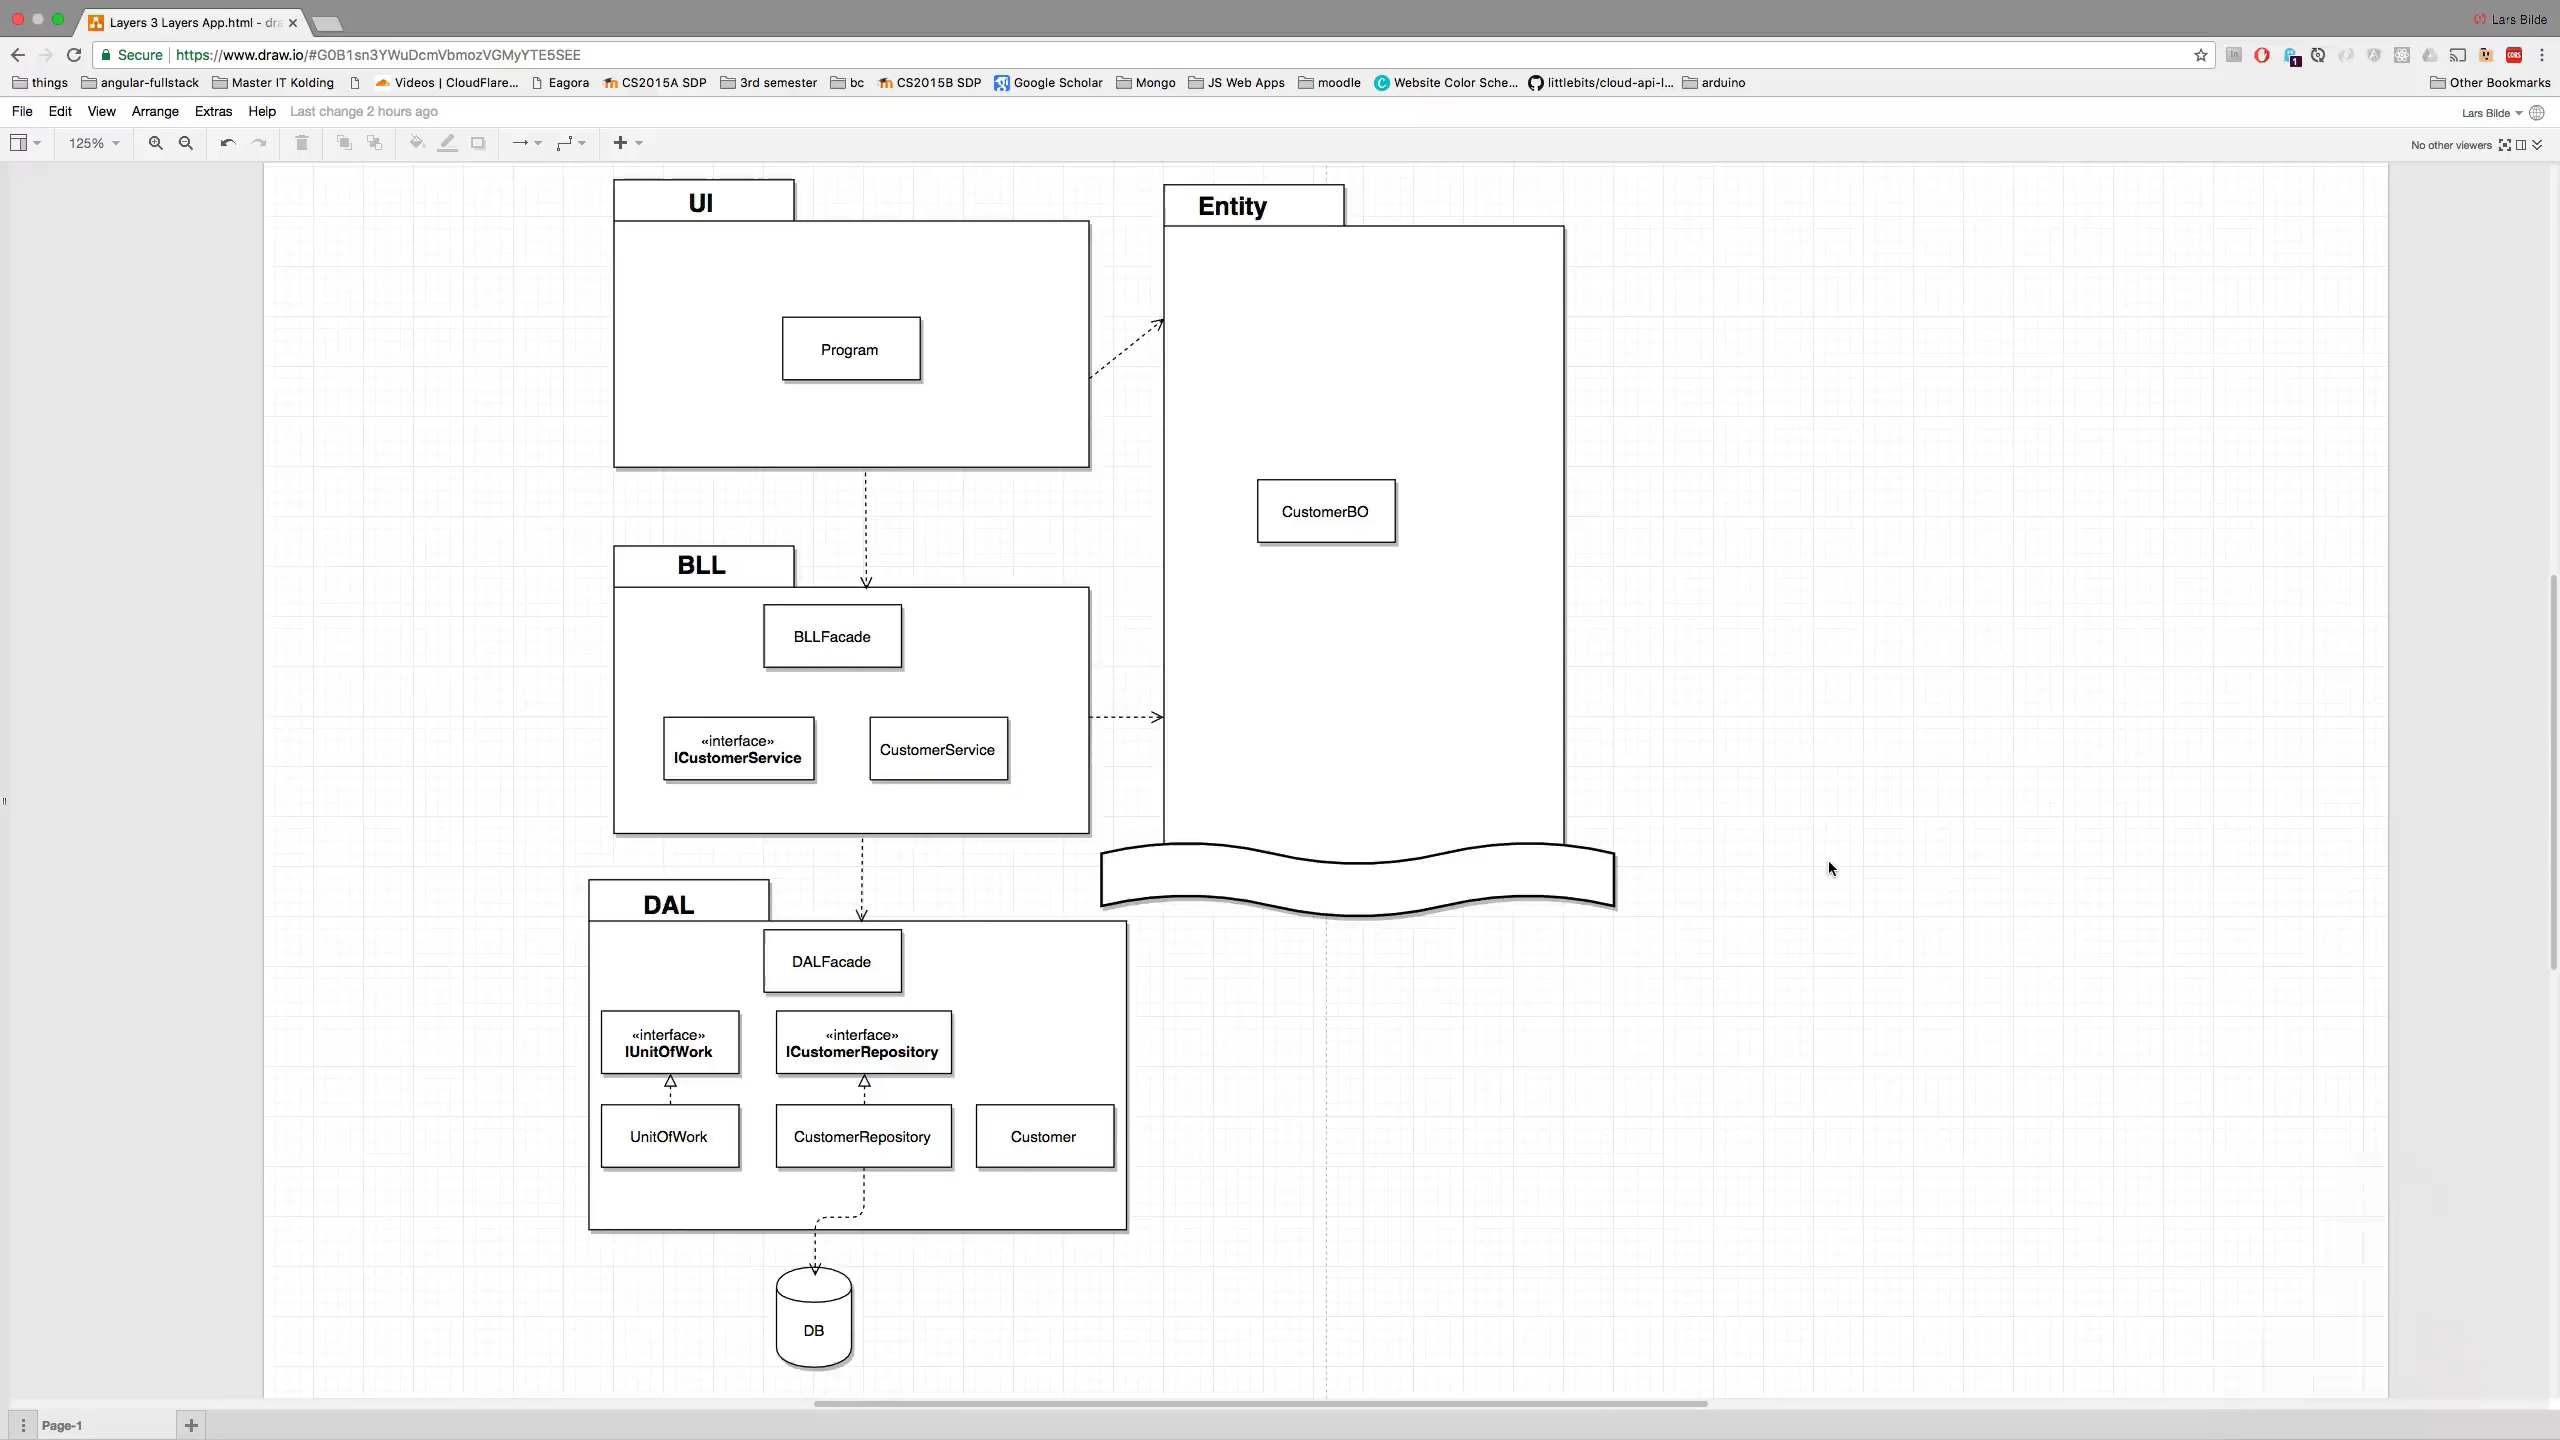 Layers 3 Layers App.html - dra
Lars Bilde
Secure https://www.draw.io/#G0B1sn3YWuDcmVbmozVGMyYTE5SEE
things angular-fullstack Master IT Kolding Videos | CloudFlare... Eagora CS2015A SDP 3rd semester bc CS2015B SDP Google Scholar Mongo JS Web Apps moodle Website Color Sche... littlebits/cloud-api-l... arduino Other Bookmarks
File Edit View Arrange Extras Help Last change 2 hours ago Lars Bilde
125% No other viewers
UI
Entity
Program
CustomerBO
BLL
BLLFacade
«interface»
ICustomerService
CustomerService
DAL
DALFacade
«interface»
IUnitOfWork
«interface»
ICustomerRepository
UnitOfWork
CustomerRepository
Customer
DB
Page-1